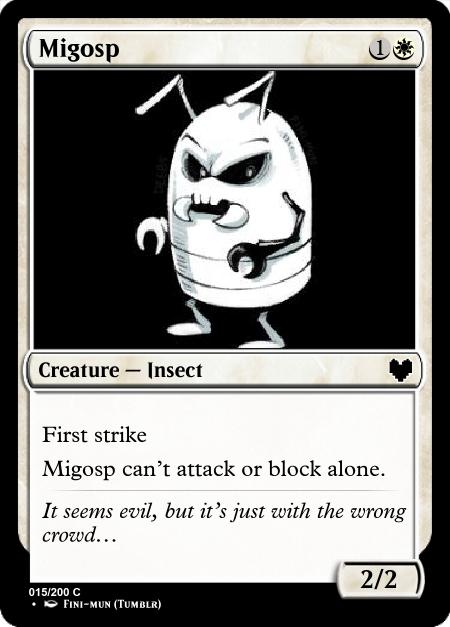 Migosp 1
Creature — Insect
First strike
Migosp can't attack or block alone.
It seems evil, but it's just with the wrong
crowd…
2/2
015/200 C
• Fini-mun (Tumblr)